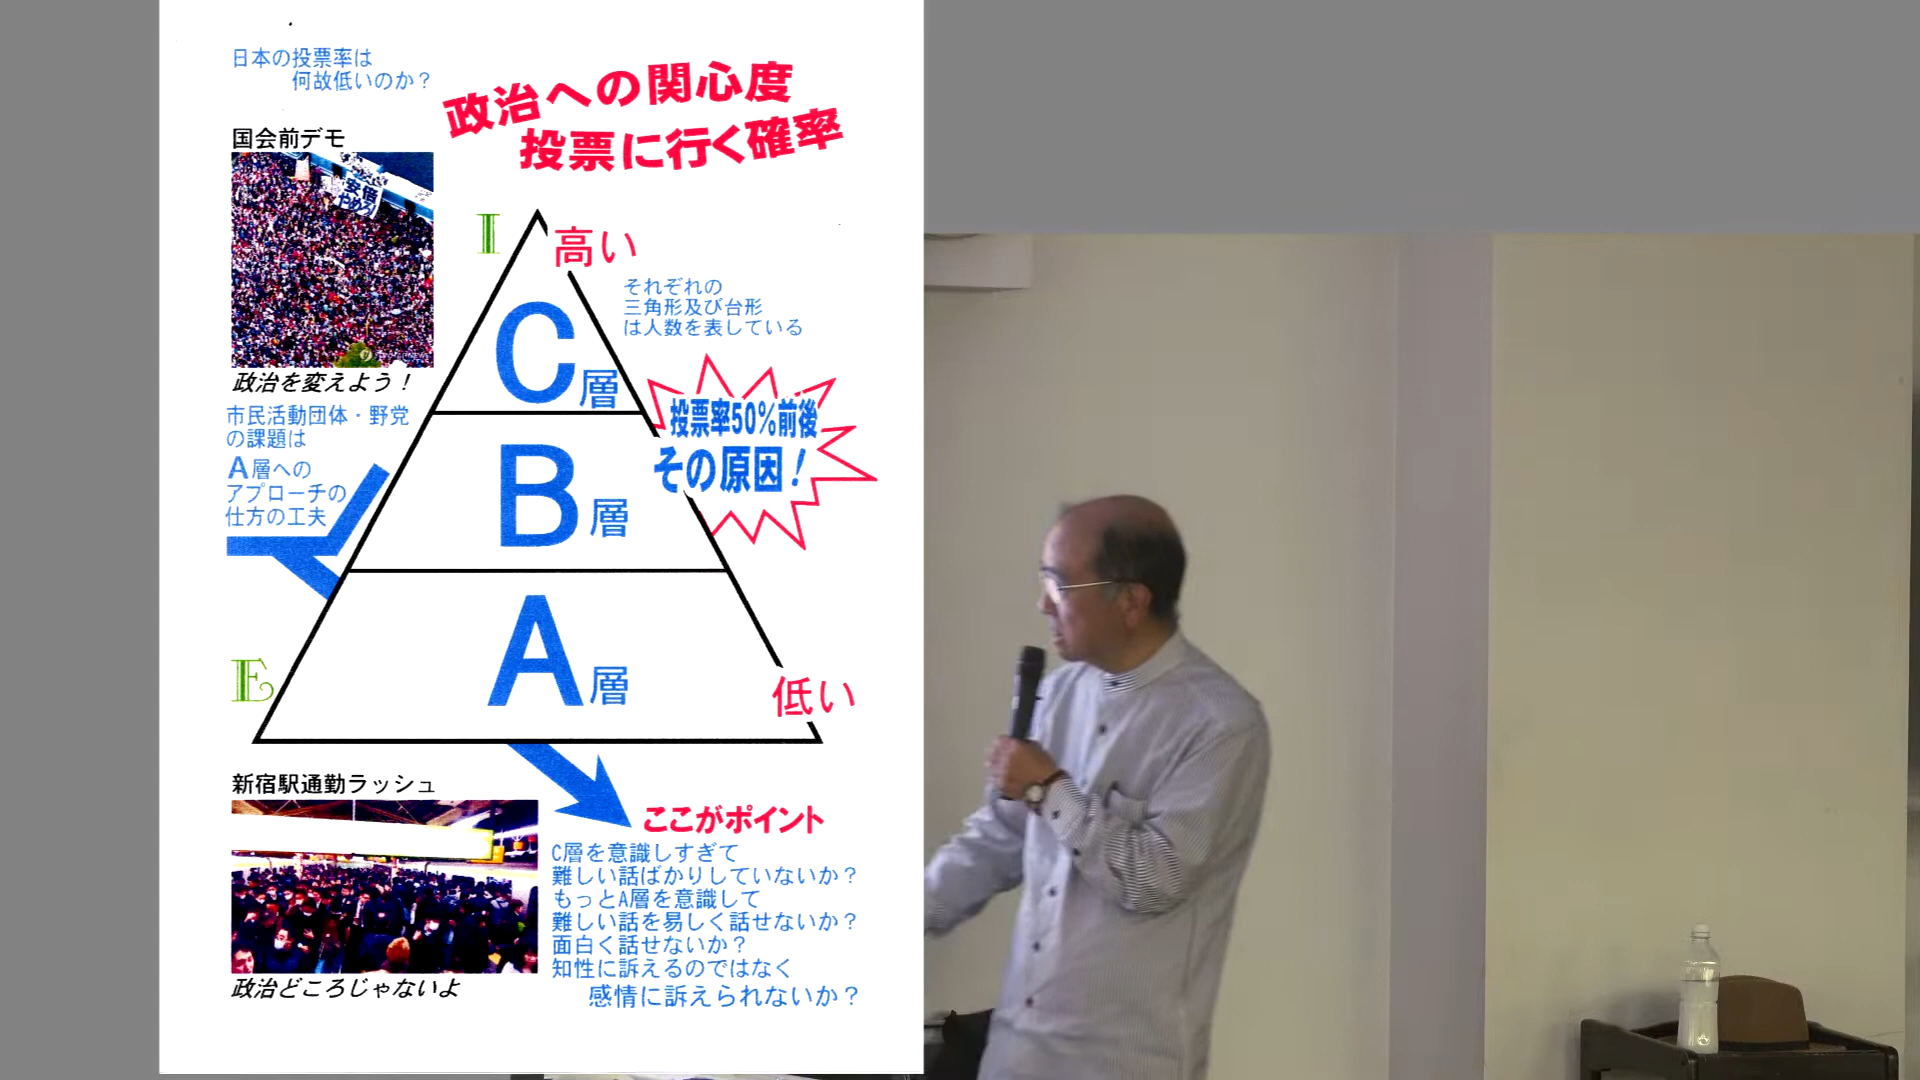 日本の投票率は
何故低いのか？
政治への関心度
投票に行く確率
国会前デモ
安倍
やめろ!
政治を変えよう！
市民活動団体・野党
の課題は
A層への
アプローチの
仕方の工夫
I
高い
それぞれの
三角形及び台形
は人数を表している
C層
投票率50%前後
その原因！
B層
A層
E
低い
新宿駅通勤ラッシュ
政治どころじゃないよ
ここがポイント
C層を意識しすぎて
難しい話ばかりしていないか？
もっとA層を意識して
難しい話を易しく話せないか？
面白く話せないか？
知性に訴えるのではなく
感情に訴えられないか？